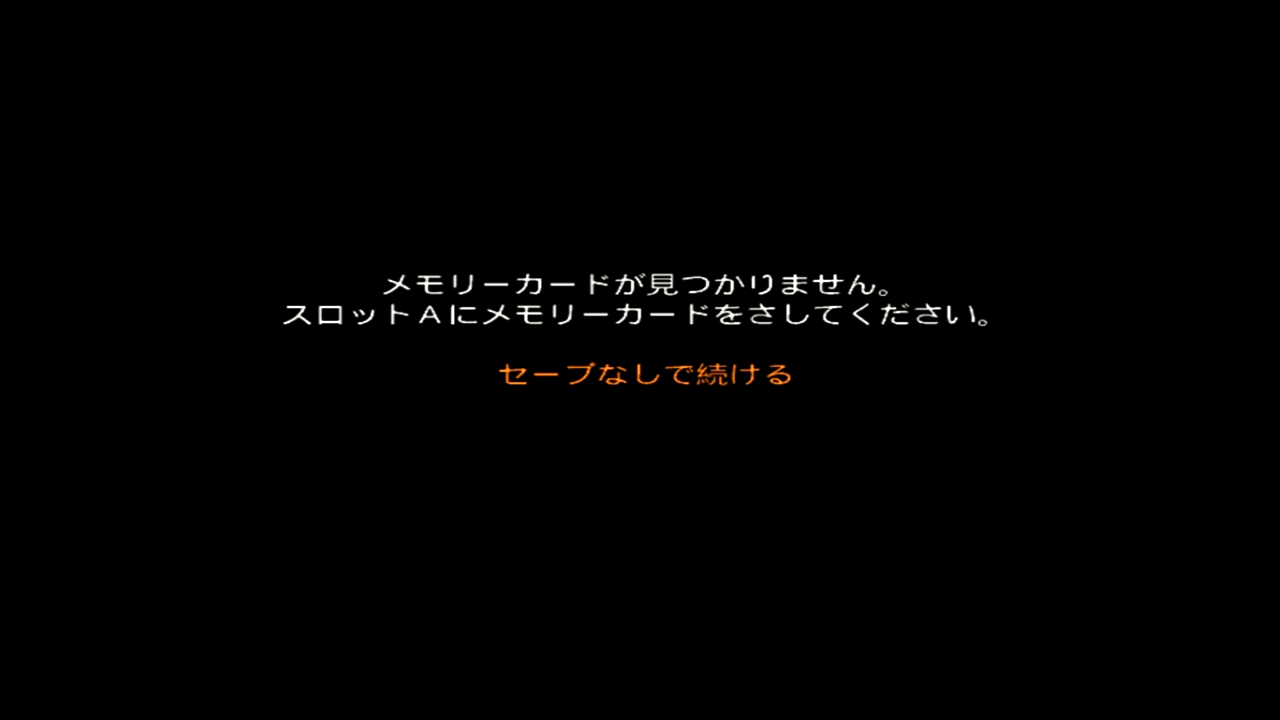 メモリーカードが見つかりません。
スロットＡにメモリーカードをさしてください。
セーブなしで続ける